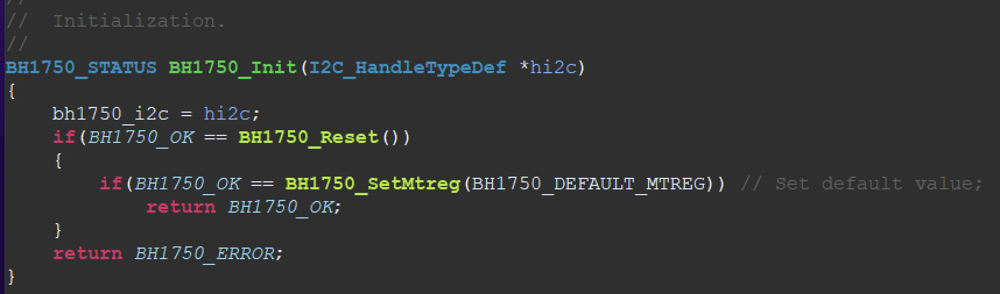 //
// Initialization.
//
BH1750_STATUS BH1750_Init(I2C_HandleTypeDef *hi2c)
{
bh1750_i2c = hi2c;
if(BH1750_OK == BH1750_Reset())
{
if(BH1750_OK == BH1750_SetMtreg(BH1750_DEFAULT_MTREG)) // Set default value;
return BH1750_OK;
}
return BH1750_ERROR;
}